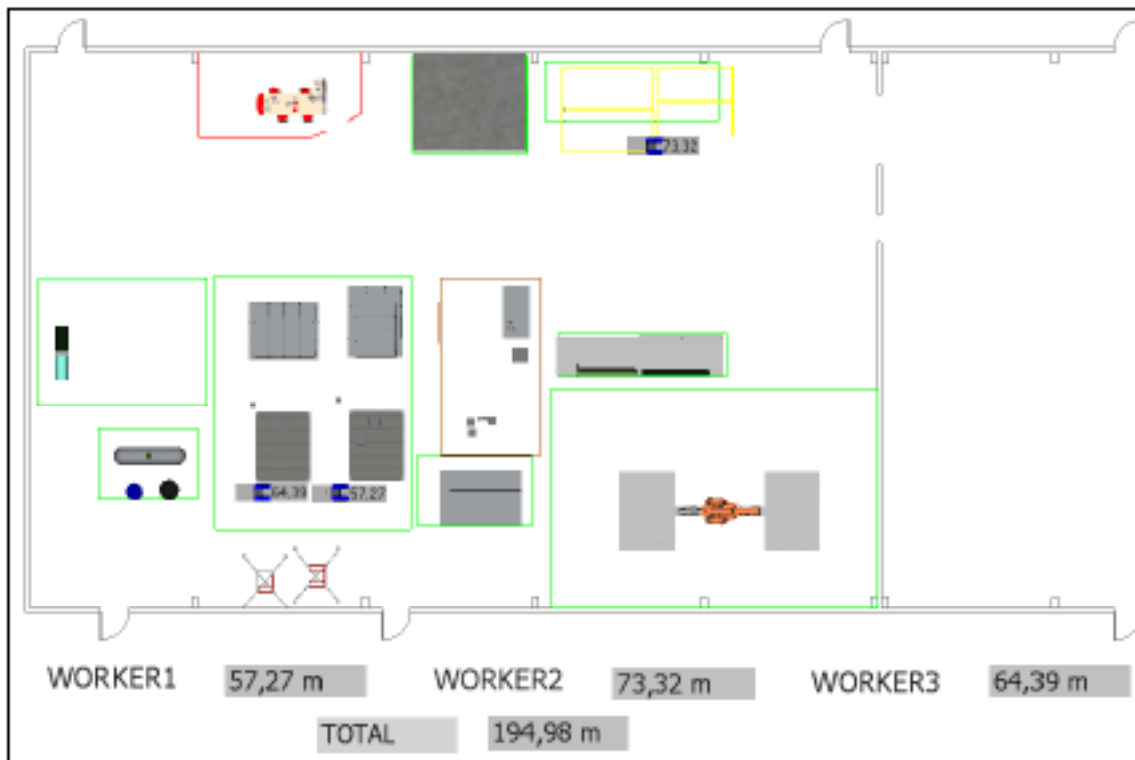 73,32
64,39 57,27
WORKER1 57,27 m WORKER2 73,32 m WORKER3 64,39 m
TOTAL 194,98 m